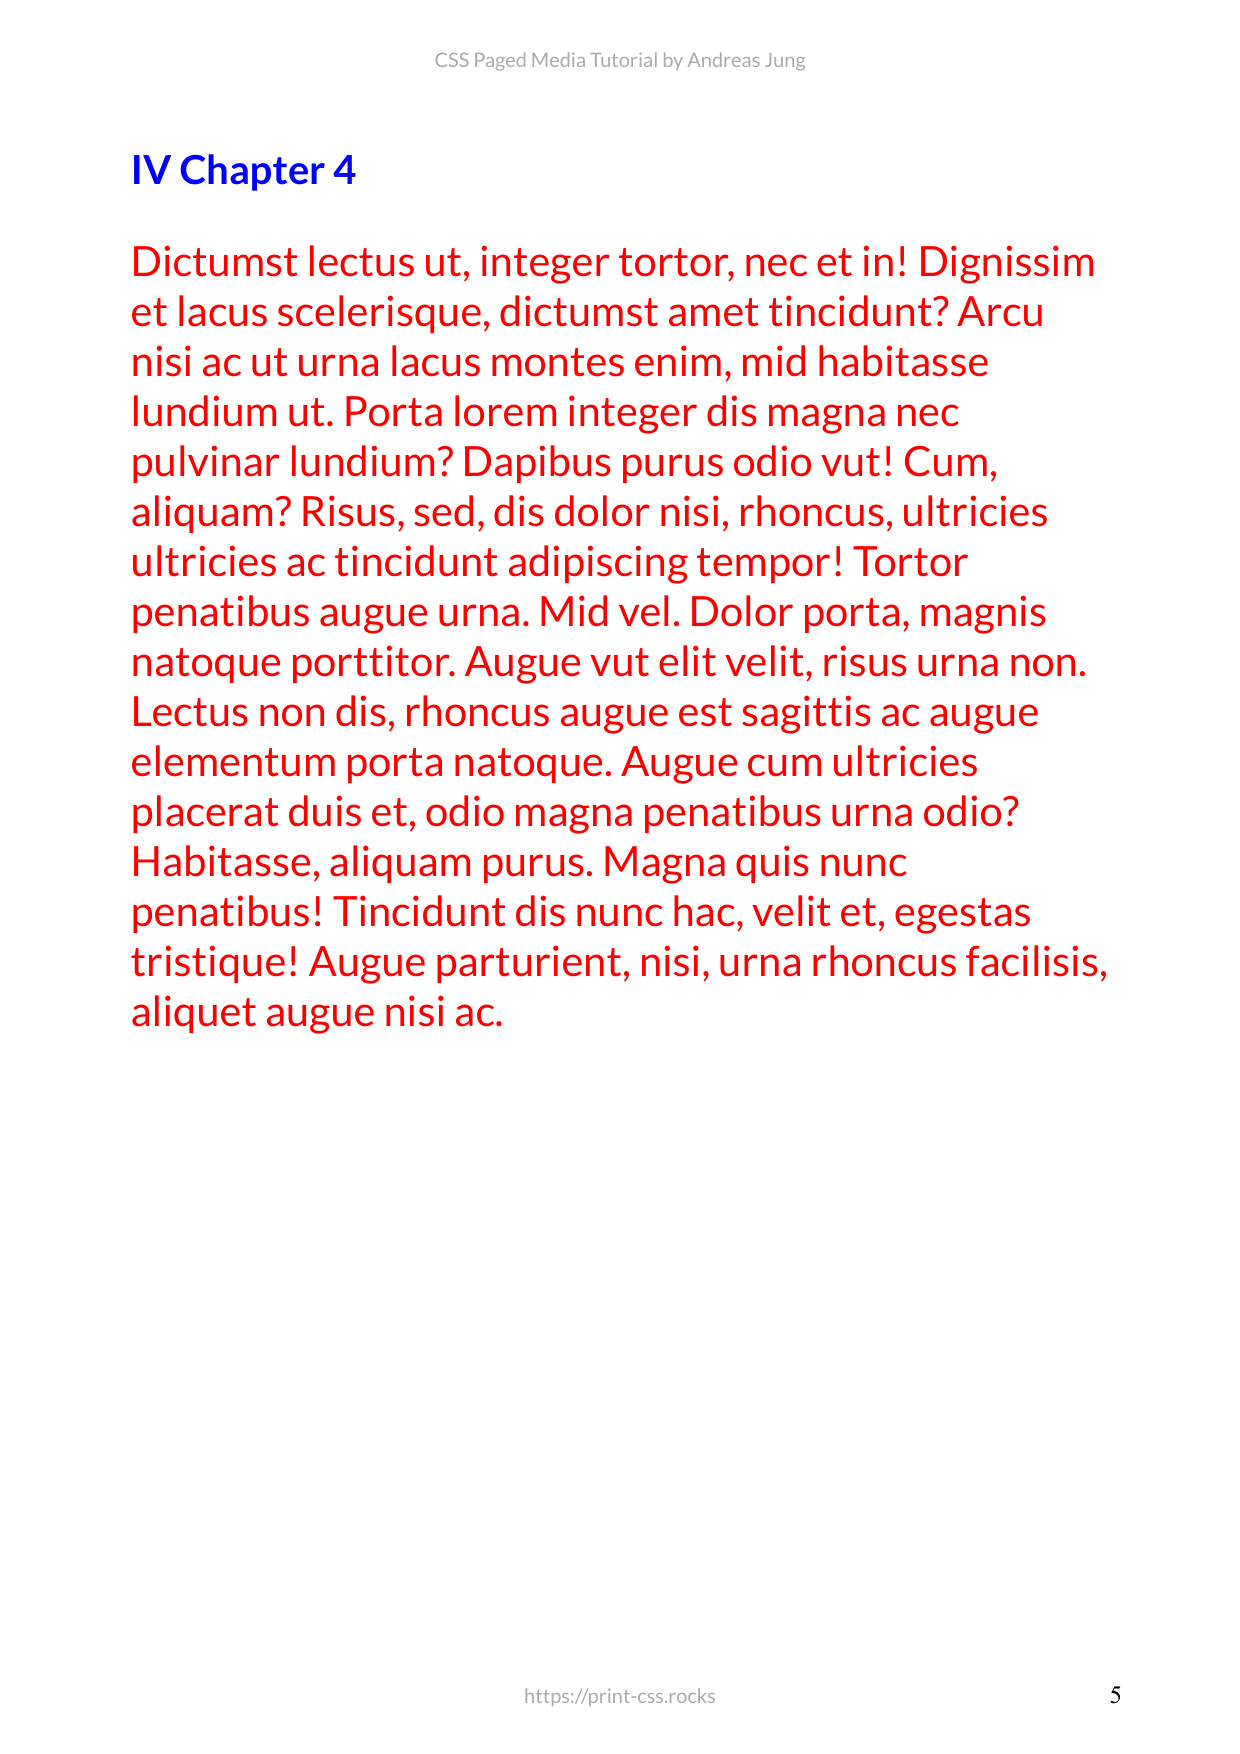 CSS Paged Media Tutorial by Andreas Jung
IV Chapter 4
Dictumst lectus ut, integer tortor, nec et in! Dignissim
et lacus scelerisque, dictumst amet tincidunt? Arcu
nisi ac ut urna lacus montes enim, mid habitasse
lundium ut. Porta lorem integer dis magna nec
pulvinar lundium? Dapibus purus odio vut! Cum,
aliquam? Risus, sed, dis dolor nisi, rhoncus, ultricies
ultricies ac tincidunt adipiscing tempor! Tortor
penatibus augue urna. Mid vel. Dolor porta, magnis
natoque porttitor. Augue vut elit velit, risus urna non.
Lectus non dis, rhoncus augue est sagittis ac augue
elementum porta natoque. Augue cum ultricies
placerat duis et, odio magna penatibus urna odio?
Habitasse, aliquam purus. Magna quis nunc
penatibus! Tincidunt dis nunc hac, velit et, egestas
tristique! Augue parturient, nisi, urna rhoncus facilisis,
aliquet augue nisi ac.
https://print-css.rocks
5